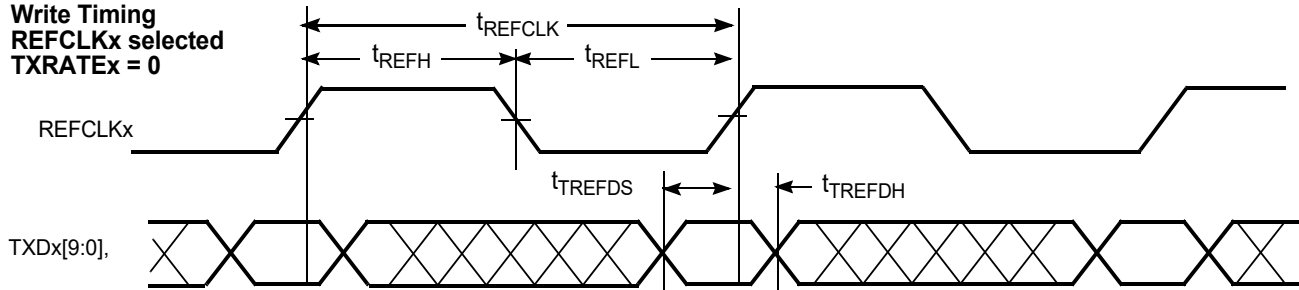 Write Timing
REFCLKx selected
TXRATEx = 0
tREFCLK
tREFH
tREFL
REFCLKx
tTREFDS
tTREFDH
TXDx[9:0],